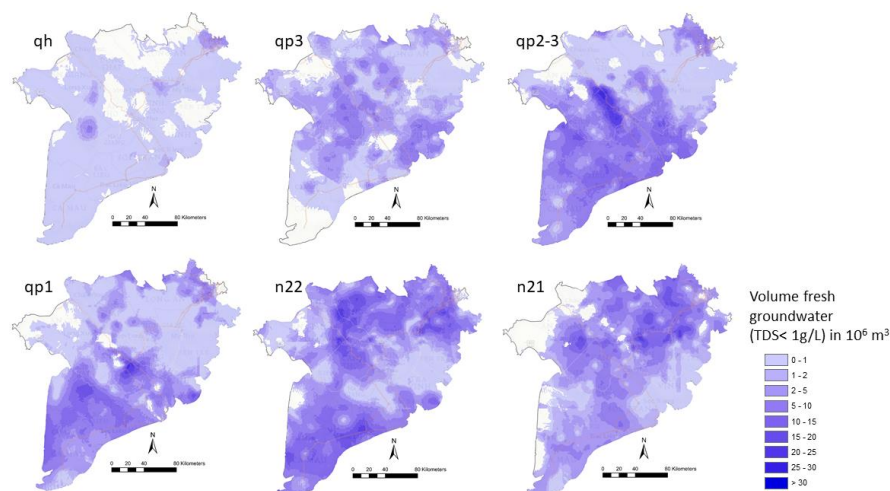 qh
qp3
qp2-3
N
0 20 40 80 Kilometers
N
0 20 40 80 Kilometers
N
0 20 40 80 Kilometers
qp1
n22
n21
N
0 20 40 80 Kilometers
N
0 20 40 80 Kilometers
N
0 20 40 80 Kilometers
Volume fresh
groundwater
(TDS< 1g/L) in 10⁶ m³
0 - 1
1 - 2
2 - 5
5 - 10
10 - 15
15 - 20
20 - 25
25 - 30
> 30